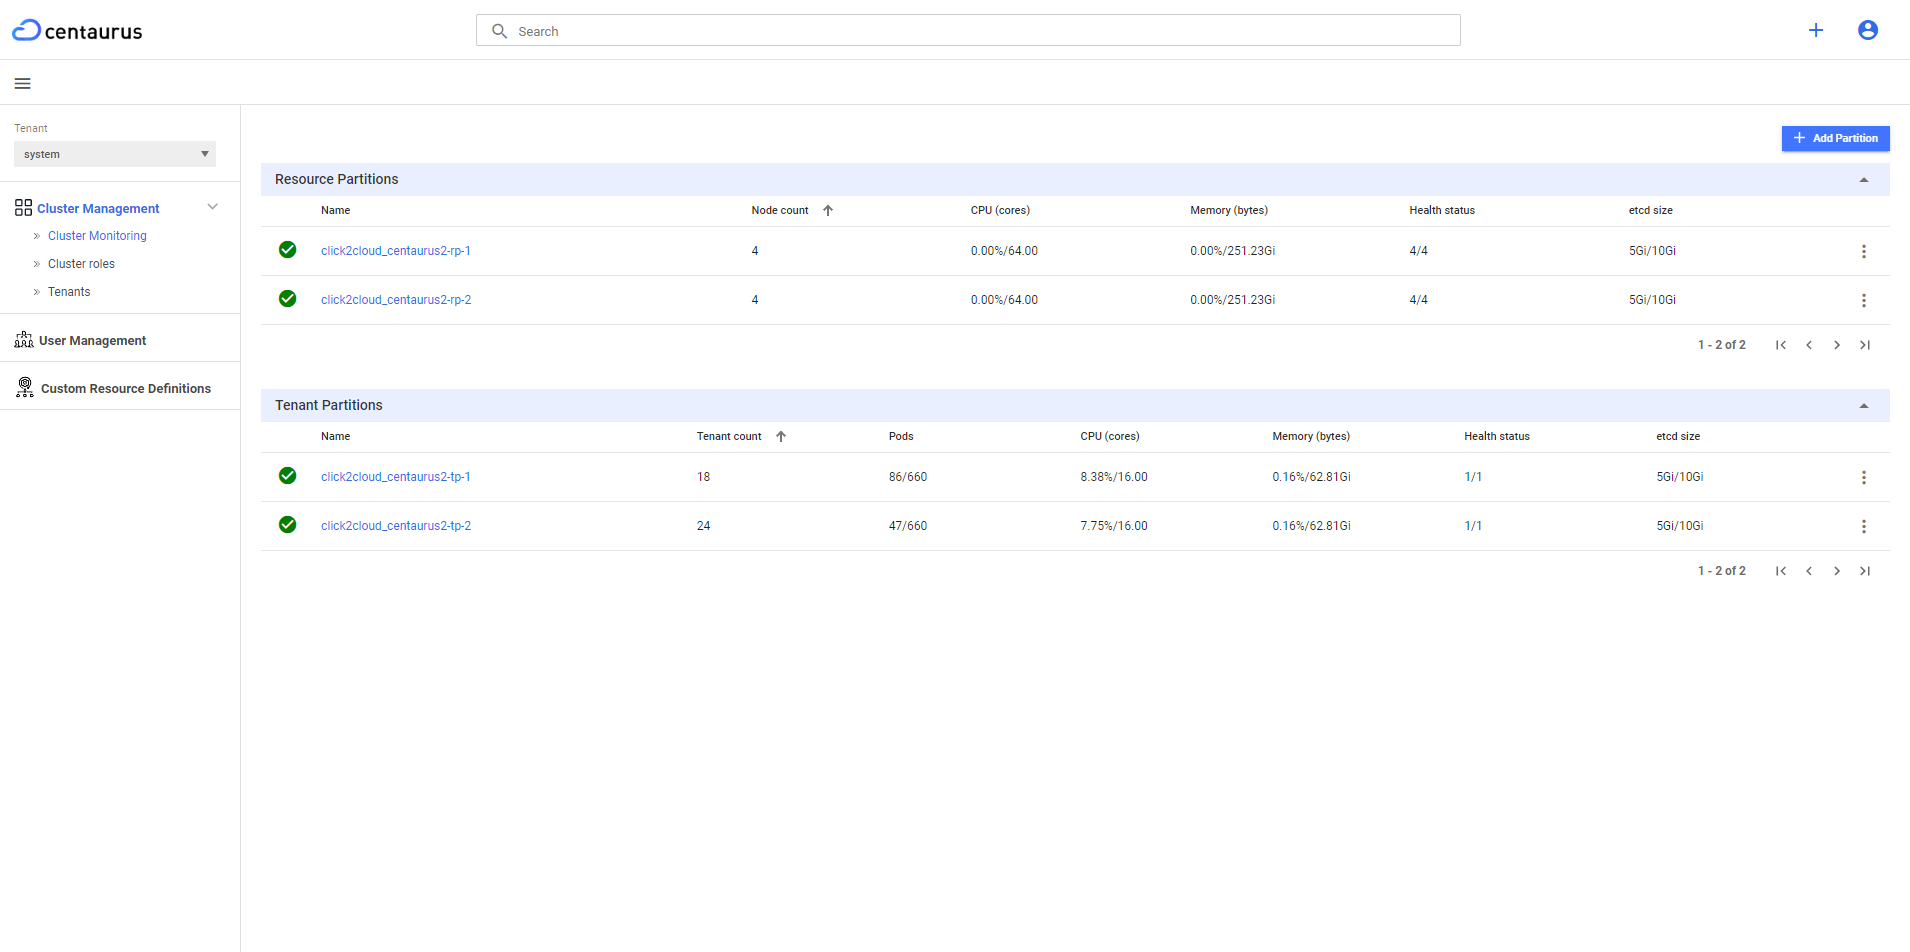 centaurus
Search
Tenant
system
Cluster Management
» Cluster Monitoring
» Cluster roles
» Tenants
User Management
Custom Resource Definitions
Add Partition
Resource Partitions
Name Node count CPU (cores) Memory (bytes) Health status etcd size
click2cloud_centaurus2-rp-1 4 0.00%/64.00 0.00%/251.23Gi 4/4 5Gi/10Gi
click2cloud_centaurus2-rp-2 4 0.00%/64.00 0.00%/251.23Gi 4/4 5Gi/10Gi
1 - 2 of 2
Tenant Partitions
Name Tenant count Pods CPU (cores) Memory (bytes) Health status etcd size
click2cloud_centaurus2-tp-1 18 86/660 8.38%/16.00 0.16%/62.81Gi 1/1 5Gi/10Gi
click2cloud_centaurus2-tp-2 24 47/660 7.75%/16.00 0.16%/62.81Gi 1/1 5Gi/10Gi
1 - 2 of 2